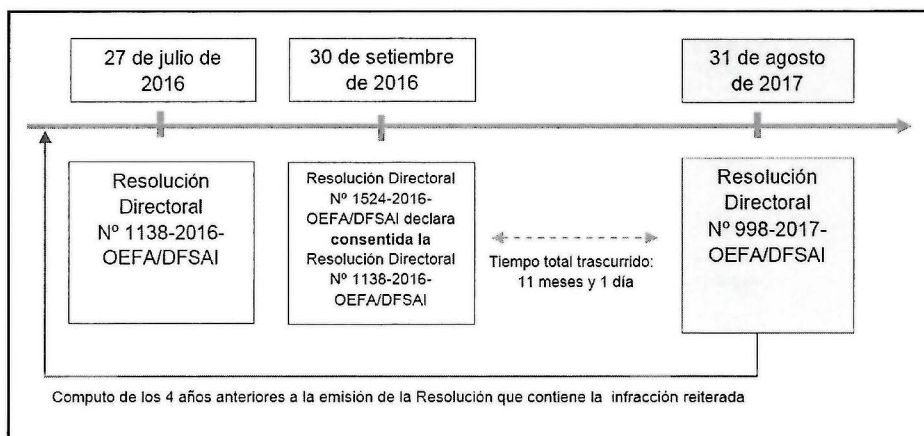 27 de julio de
2016
30 de setiembre
de 2016
31 de agosto
de 2017
Resolución
Directoral
Nº 1138-2016-
OEFA/DFSAI
Resolución Directoral
Nº 1524-2016-
OEFA/DFSAI declara
consentida la
Resolución Directoral
Nº 1138-2016-
OEFA/DFSAI
Tiempo total trascurrido:
11 meses y 1 día
Resolución
Directoral
Nº 998-2017-
OEFA/DFSAI
Computo de los 4 años anteriores a la emisión de la Resolución que contiene la infracción reiterada